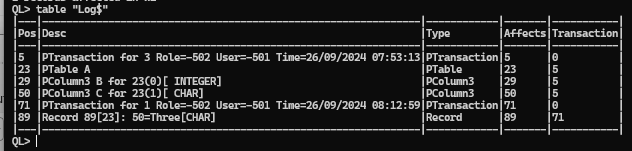 QL> table "Log$"
|---|------------------------------------------------------------|------------|-------|-----------|
|Pos|Desc |Type |Affects|Transaction|
|---|------------------------------------------------------------|------------|-------|-----------|
|5 |PTransaction for 3 Role=-502 User=-501 Time=26/09/2024 07:53:13|PTransaction|5 |0 |
|23 |PTable A |PTable |23 |5 |
|29 |PColumn3 B for 23(0)[ INTEGER] |PColumn3 |29 |5 |
|50 |PColumn3 C for 23(1)[ CHAR] |PColumn3 |50 |5 |
|71 |PTransaction for 1 Role=-502 User=-501 Time=26/09/2024 08:12:59|PTransaction|71 |0 |
|89 |Record 89[23]: 50=Three[CHAR] |Record |89 |71 |
|---|------------------------------------------------------------|------------|-------|-----------|
QL>